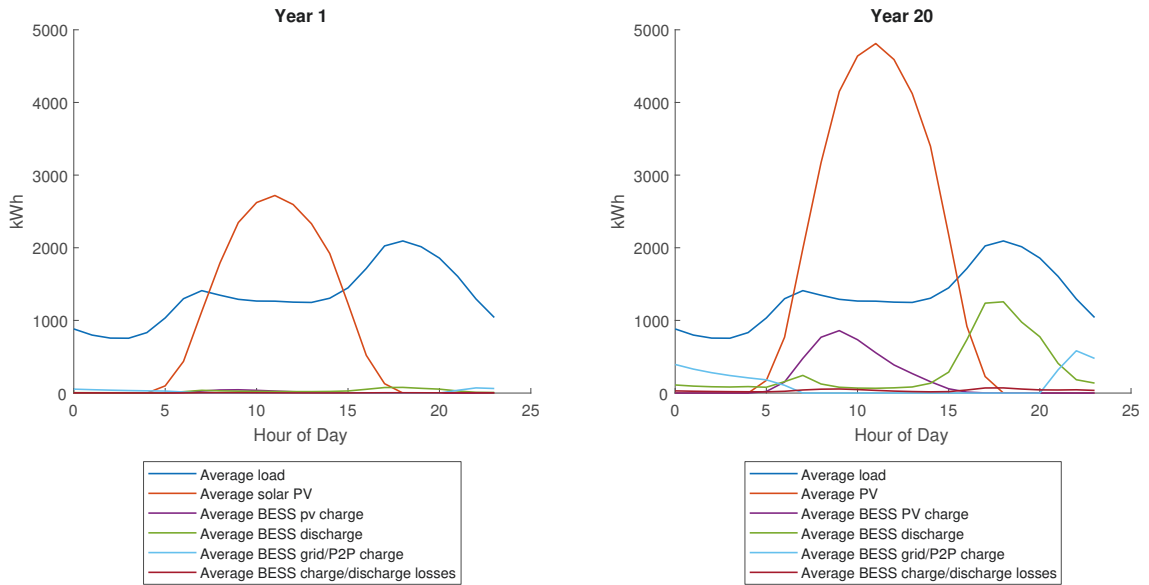 Year 1
5000
4000
3000
2000
1000
0
kWh
0 5 10 15 20 25
Hour of Day
Average load
Average solar PV
Average BESS pv charge
Average BESS discharge
Average BESS grid/P2P charge
Average BESS charge/discharge losses
Year 20
5000
4000
3000
2000
1000
0
kWh
0 5 10 15 20 25
Hour of Day
Average load
Average PV
Average BESS PV charge
Average BESS discharge
Average BESS grid/P2P charge
Average BESS charge/discharge losses